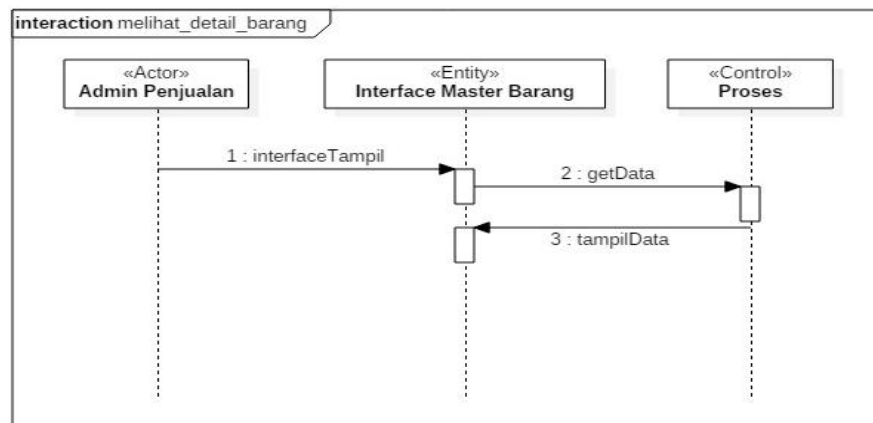 interaction melihat_detail_barang
«Actor»
Admin Penjualan
«Entity»
Interface Master Barang
«Control»
Proses
1 : interfaceTampil
2 : getData
3 : tampilData